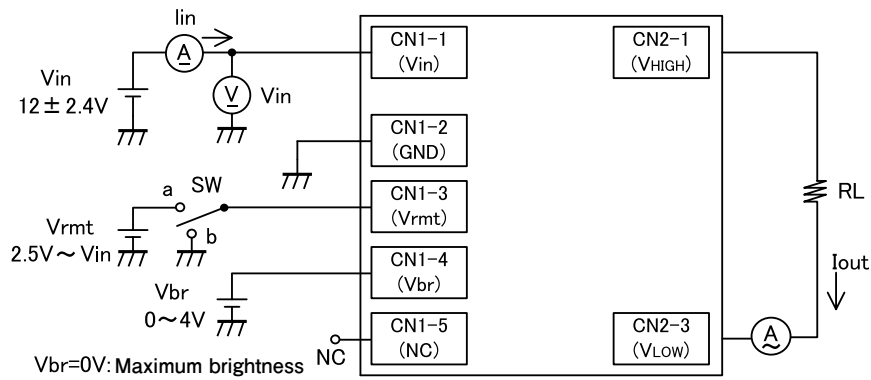 Iin
A
CN1-1
(Vin)
CN2-1
(VHIGH)
Vin
12±2.4V
V
Vin
CN1-2
(GND)
a
SW
CN1-3
(Vrmt)
RL
Vrmt
2.5V～Vin
b
CN1-4
(Vbr)
Iout
Vbr
0～4V
CN1-5
(NC)
CN2-3
(VLOW)
A
NC
Vbr=0V: Maximum brightness